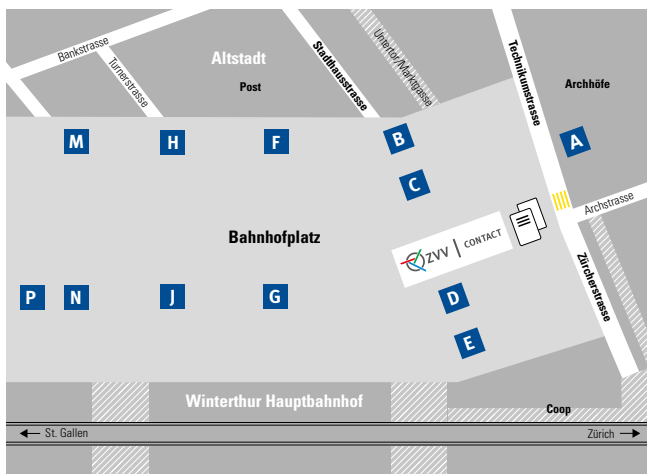 Bankstrasse
Turnerstrasse
Altstadt
Post
Stadthausstrasse
Untertor/Marktgasse
Technikumstrasse
Archhöfe
M
H
F
B
A
C
Archstrasse
Bahnhofplatz
ZVV | CONTACT
Zürcherstrasse
P
N
J
G
D
E
Winterthur Hauptbahnhof
Coop
← St. Gallen
Zürich →